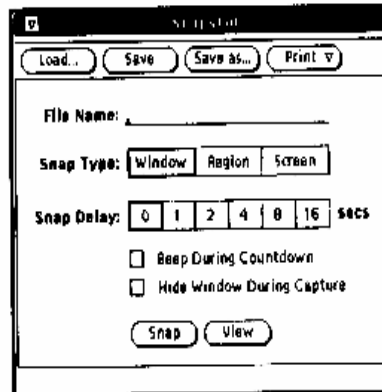 Load... Save Save as... Print
File Name:
Snap Type: Window Region Screen
Snap Delay: 0 1 2 4 8 16 secs
Beep During Countdown
Hide Window During Capture
Snap View